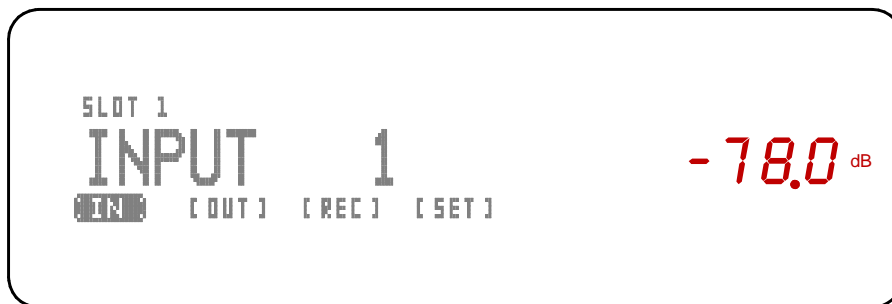 SLOT 1
INPUT 1
-78.0 dB
(IN) [OUT] [REC] [SET]